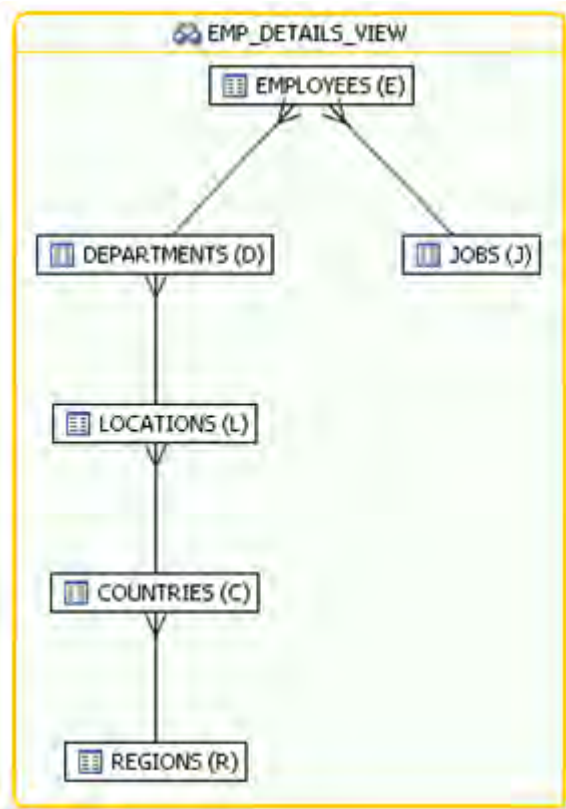 EMP_DETAILS_VIEW
EMPLOYEES (E)
DEPARTMENTS (D)
JOBS (J)
LOCATIONS (L)
COUNTRIES (C)
REGIONS (R)